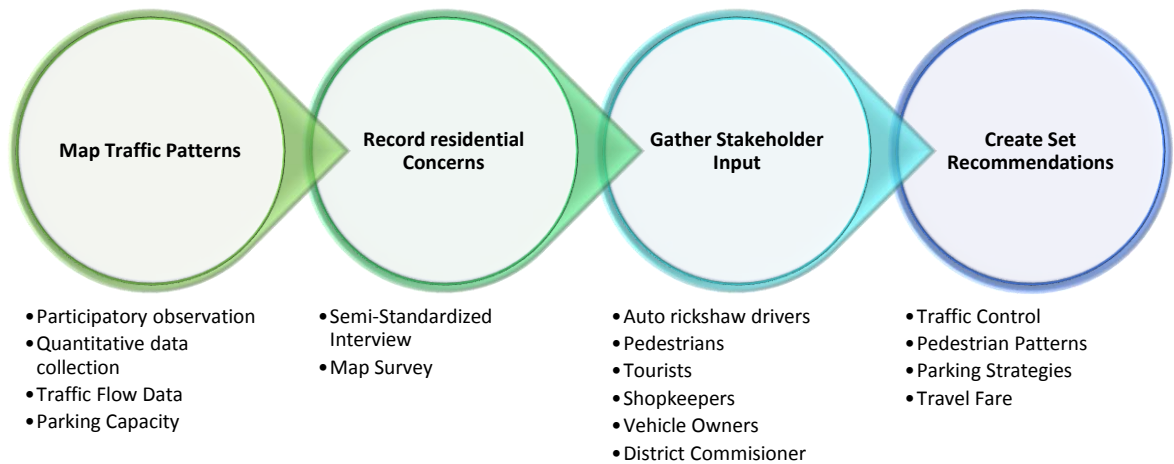 Map Traffic Patterns
Record residential
Concerns
Gather Stakeholder
Input
Create Set
Recommendations
•Participatory observation
•Quantitative data
collection
•Traffic Flow Data
•Parking Capacity
•Semi-Standardized
Interview
•Map Survey
•Auto rickshaw drivers
•Pedestrians
•Tourists
•Shopkeepers
•Vehicle Owners
•District Commisioner
•Traffic Control
•Pedestrian Patterns
•Parking Strategies
•Travel Fare